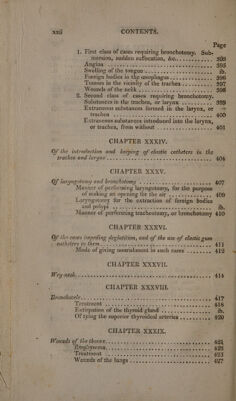 xxii CONTENTS.
Page
1. First class of cases requiring bronchotomy. Sub-
mersion, sudden suffocation, &c. 393
Angina 395
Swelling of the tongue ib.
Foreign bodies in the œsophagus 396
Tumors in the vicinity of the trachea 397
Wounds of the neck 398
2. Second class of cases requiring bronchotomy.
Substances in the trachea, or larynx 399
Extraneous substances formed in the larynx, or
trachea 400
Extraneous substances introduced into the larynx,
or trachea, from without 401
CHAPTER XXXIV.
Of the introduction and keeping of elastic catheters in the
trachea and larynx 404
CHAPTER XXXV.
Of laryngotomy and bronchotomy 407
Manner of performing laryngotomy, for the purpose
of making an opening for the air 409
Laryngotomy for the extraction of foreign bodies
and polypi ib.
Manner of performing tracheotomy, or bronchotomy 410
CHAPTER XXXVI.
Of the cases impeding deglutition, and of the use of elastic gum
catheters in them 411
Mode of giving nourishment in such cases 412
CHAPTER XXXVII.
Wry-neck 414
CHAPTER XXXVIII.
Bronchocele 417
Treatment 418
Extirpation of the thyroid gland ib.
Of tying the superior thyroideal arteries 420
CHAPTER XXXIX.
Wounds of the thorax 421
Emphysema 422
Treatment 423
Wounds of the lungs 427